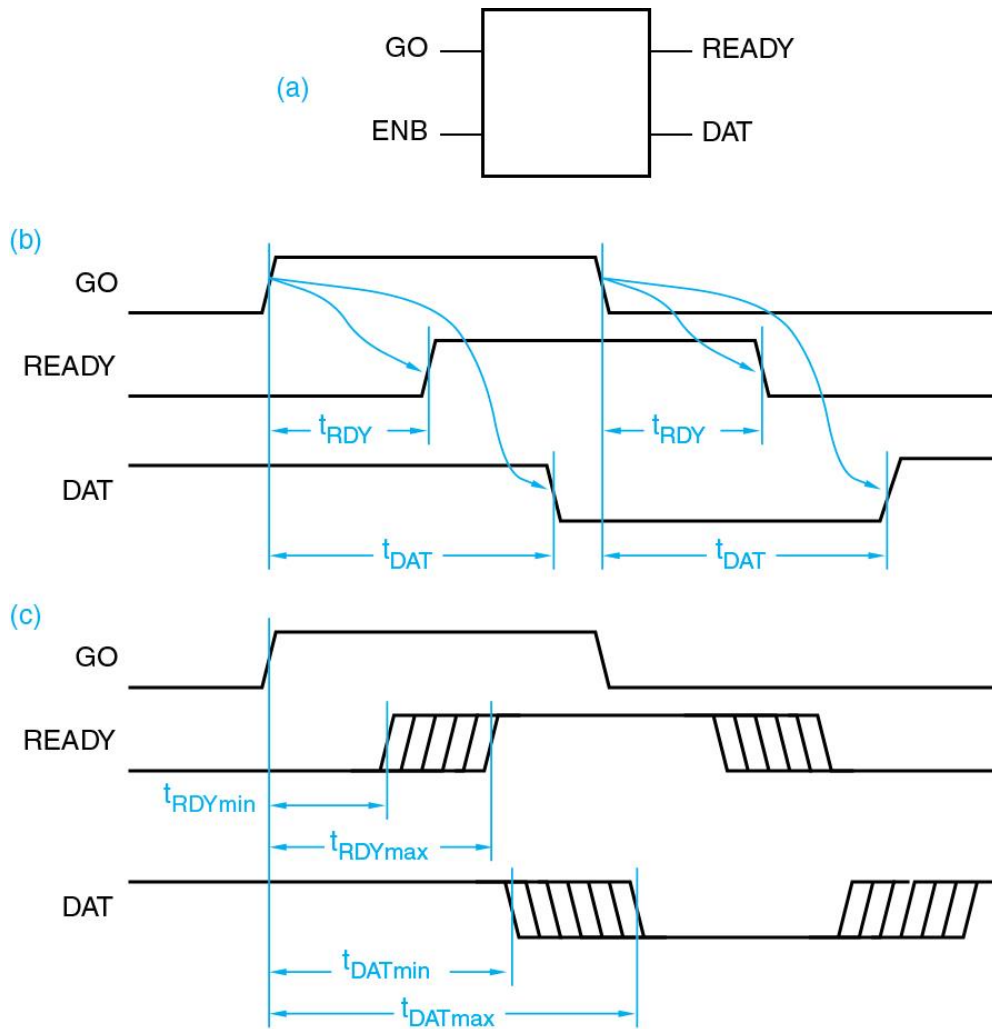 GO READY
(a)
ENB DAT
(b)
GO
READY
tRDY tRDY
DAT
tDAT tDAT
(c)
GO
READY
tRDYmin
tRDYmax
DAT
tDATmin
tDATmax